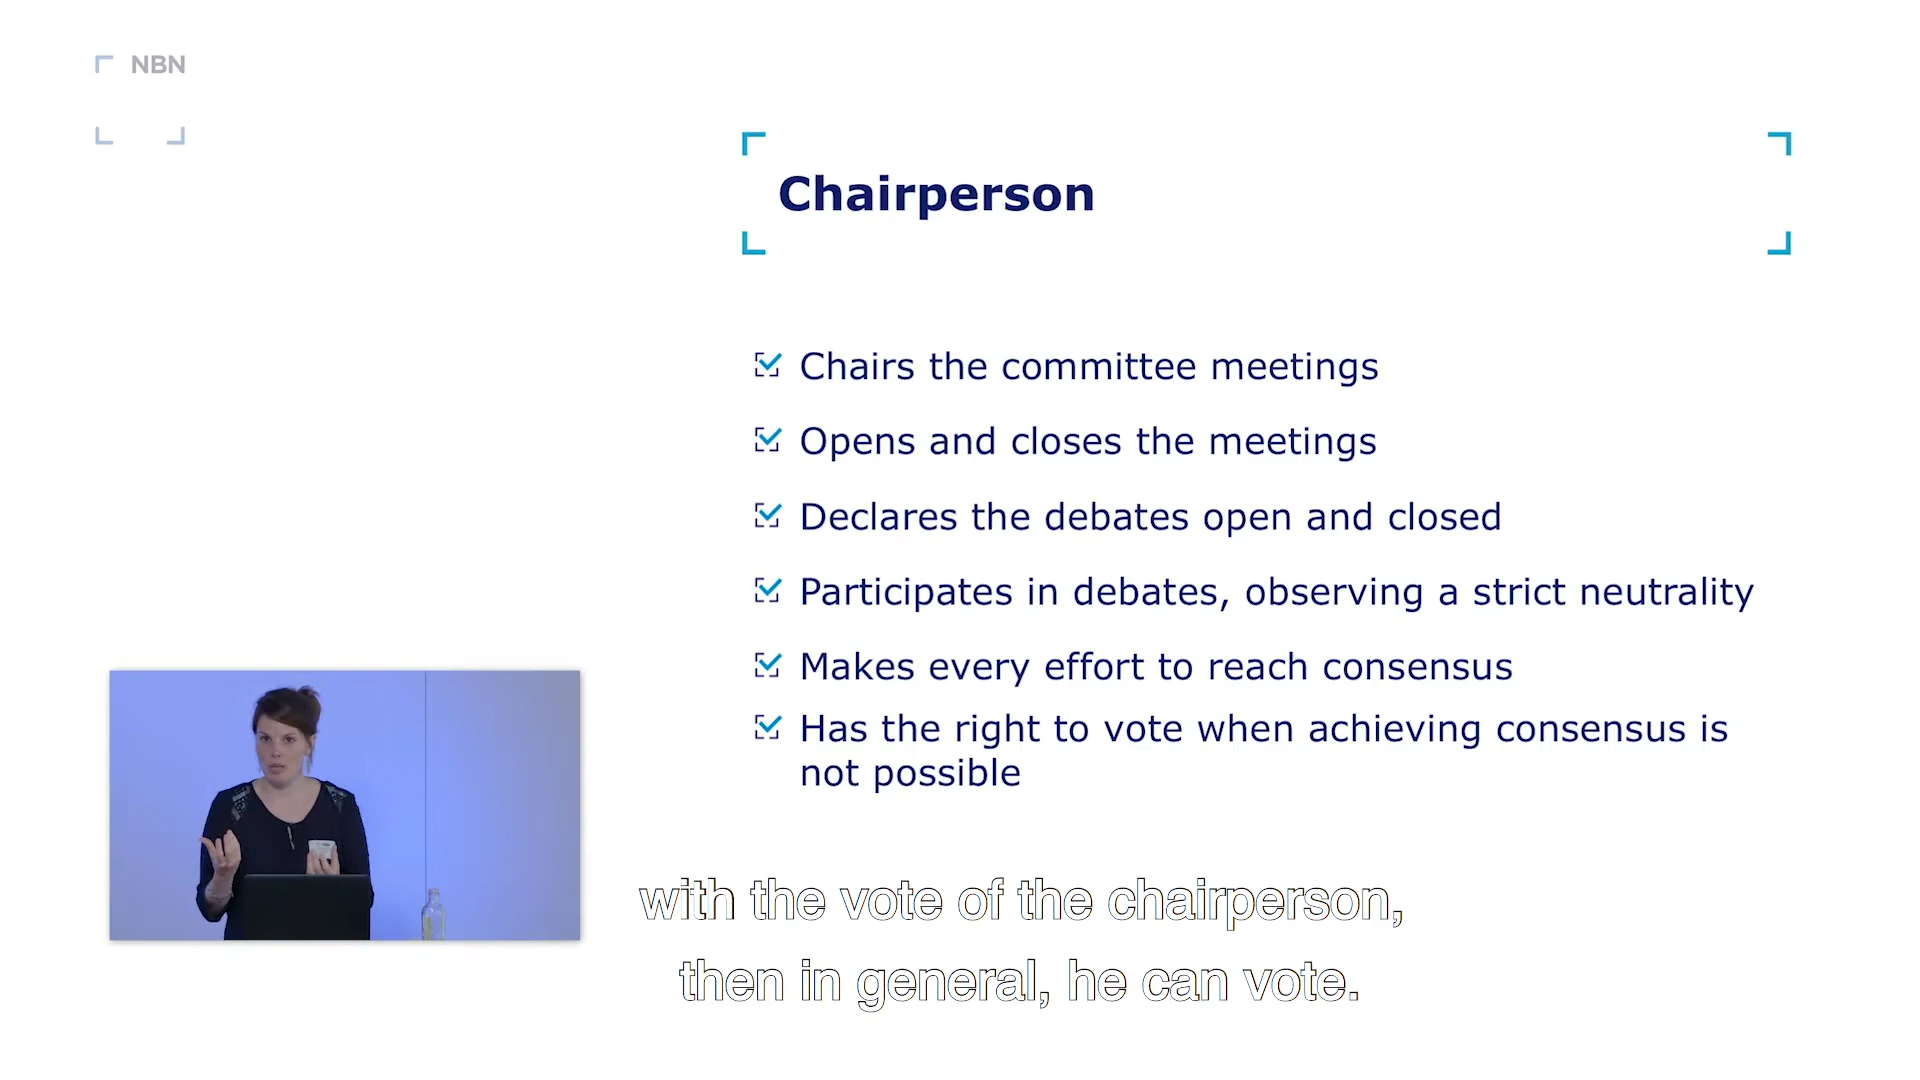 NBN
Chairperson
Chairs the committee meetings
Opens and closes the meetings
Declares the debates open and closed
Participates in debates, observing a strict neutrality
Makes every effort to reach consensus
Has the right to vote when achieving consensus is
not possible
with the vote of the chairperson,
then in general, he can vote.